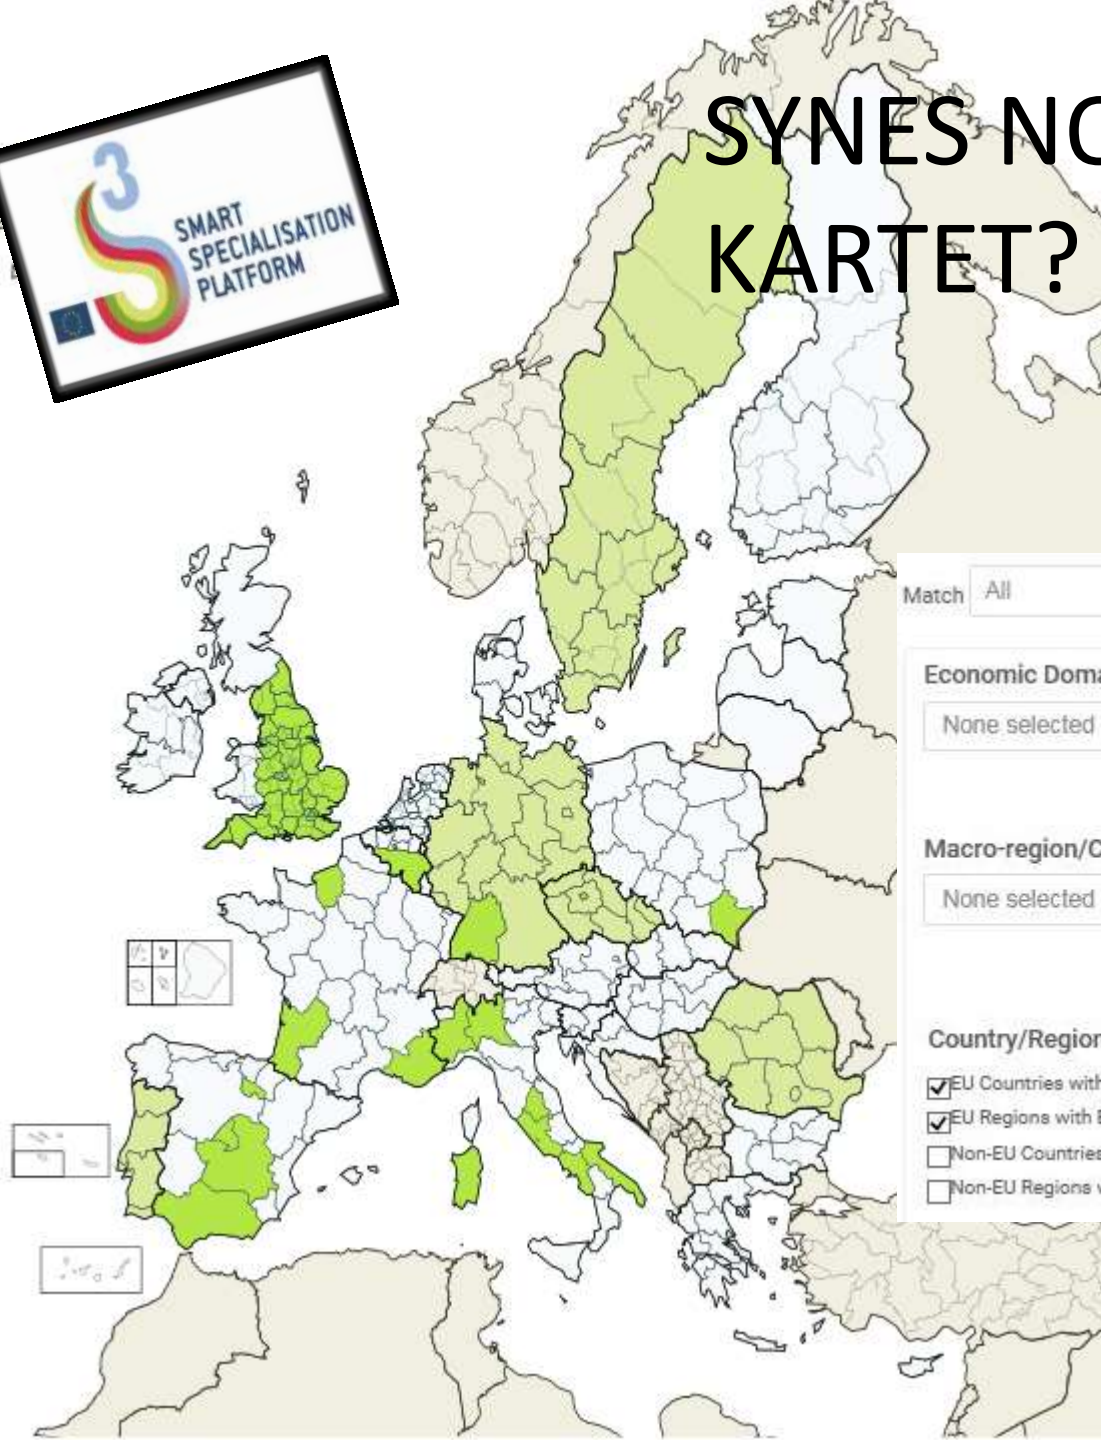 SYNES NO
KARTET?
3
SMART
SPECIALISATION
PLATFORM
Match All
Economic Doma
None selected
Macro-region/C
None selected
Country/Region
EU Countries with
EU Regions with E
Non-EU Countries
Non-EU Regions w